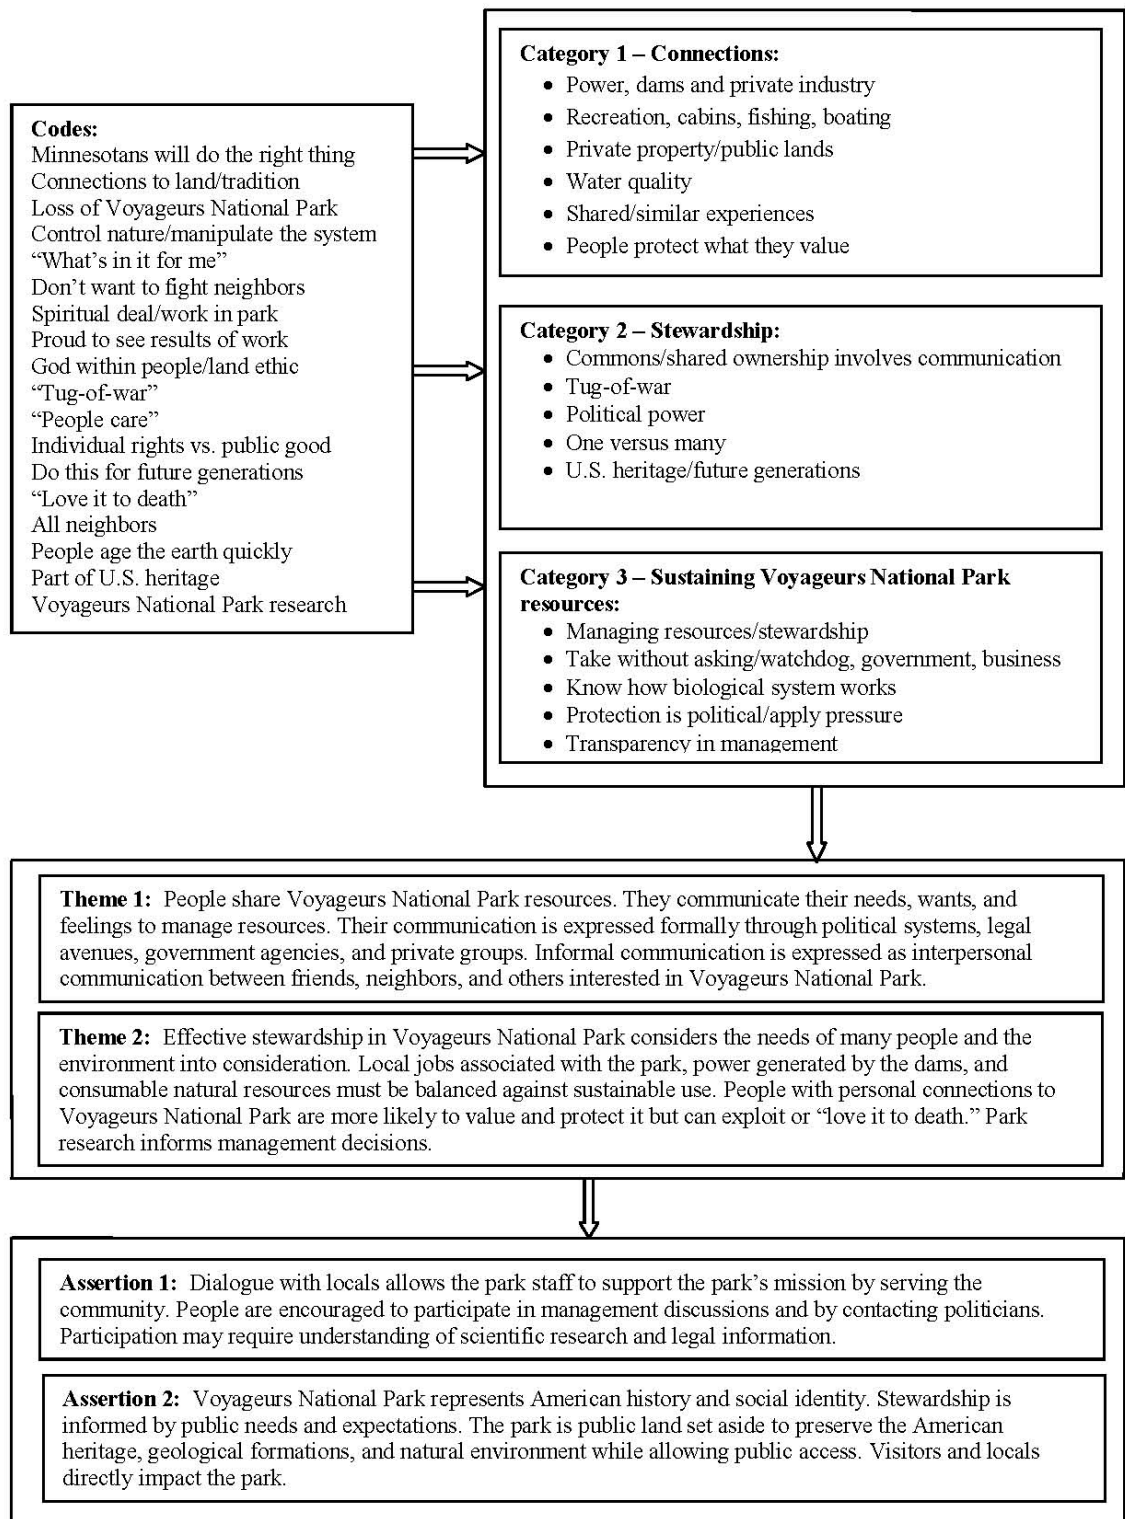 Codes:
Minnesotans will do the right thing
Connections to land/tradition
Loss of Voyageurs National Park
Control nature/manipulate the system
“What’s in it for me”
Don’t want to fight neighbors
Spiritual deal/work in park
Proud to see results of work
God within people/land ethic
“Tug-of-war”
“People care”
Individual rights vs. public good
Do this for future generations
“Love it to death”
All neighbors
People age the earth quickly
Part of U.S. heritage
Voyageurs National Park research
Category 1 – Connections:
• Power, dams and private industry
• Recreation, cabins, fishing, boating
• Private property/public lands
• Water quality
• Shared/similar experiences
• People protect what they value
Category 2 – Stewardship:
• Commons/shared ownership involves communication
• Tug-of-war
• Political power
• One versus many
• U.S. heritage/future generations
Category 3 – Sustaining Voyageurs National Park
resources:
• Managing resources/stewardship
• Take without asking/watchdog, government, business
• Know how biological system works
• Protection is political/apply pressure
• Transparency in management
Theme 1: People share Voyageurs National Park resources. They communicate their needs, wants, and
feelings to manage resources. Their communication is expressed formally through political systems, legal
avenues, government agencies, and private groups. Informal communication is expressed as interpersonal
communication between friends, neighbors, and others interested in Voyageurs National Park.
Theme 2: Effective stewardship in Voyageurs National Park considers the needs of many people and the
environment into consideration. Local jobs associated with the park, power generated by the dams, and
consumable natural resources must be balanced against sustainable use. People with personal connections to
Voyageurs National Park are more likely to value and protect it but can exploit or “love it to death.” Park
research informs management decisions.
Assertion 1: Dialogue with locals allows the park staff to support the park’s mission by serving the
community. People are encouraged to participate in management discussions and by contacting politicians.
Participation may require understanding of scientific research and legal information.
Assertion 2: Voyageurs National Park represents American history and social identity. Stewardship is
informed by public needs and expectations. The park is public land set aside to preserve the American
heritage, geological formations, and natural environment while allowing public access. Visitors and locals
directly impact the park.